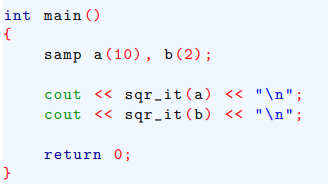 int main()
{
samp a(10), b(2);
cout << sqr_it(a) << "\n";
cout << sqr_it(b) << "\n";
return 0;
}